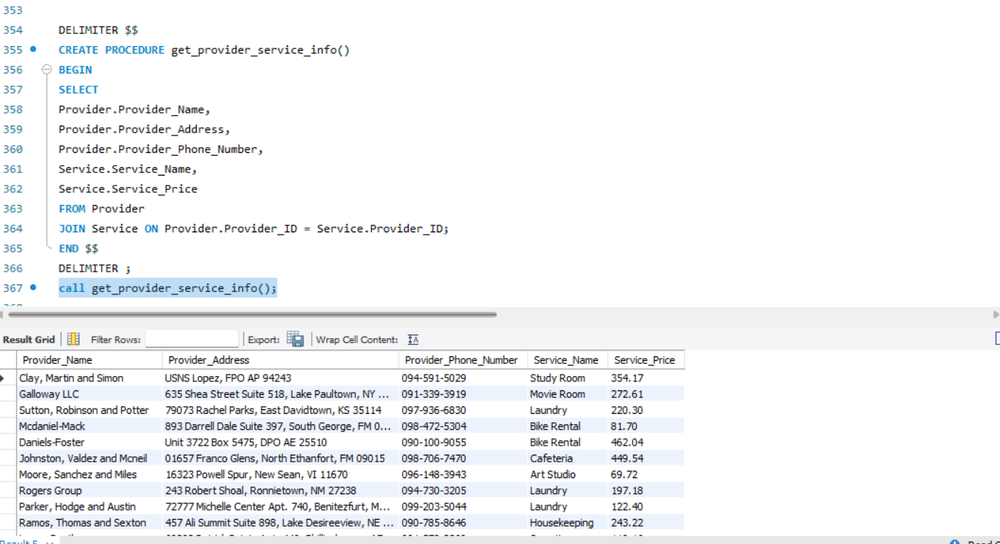 353
354 DELIMITER $$
355 CREATE PROCEDURE get_provider_service_info()
356 BEGIN
357 SELECT
358 Provider.Provider_Name,
359 Provider.Provider_Address,
360 Provider.Provider_Phone_Number,
361 Service.Service_Name,
362 Service.Service_Price
363 FROM Provider
364 JOIN Service ON Provider.Provider_ID = Service.Provider_ID;
365 END $$
366 DELIMITER ;
367 call get_provider_service_info();
Result Grid Filter Rows: Export: Wrap Cell Content:
Provider_Name Provider_Address Provider_Phone_Number Service_Name Service_Price
Clay, Martin and Simon USNS Lopez, FPO AP 94243 094-591-5029 Study Room 354.17
Galloway LLC 635 Shea Street Suite 518, Lake Paultown, NY ... 091-339-3919 Movie Room 272.61
Sutton, Robinson and Potter 79073 Rachel Parks, East Davidtown, KS 35114 097-936-6830 Laundry 220.30
Mcdaniel-Mack 893 Darrell Dale Suite 397, South George, FM 0... 098-472-5304 Bike Rental 81.70
Daniels-Foster Unit 3722 Box 5475, DPO AE 25510 090-100-9055 Bike Rental 462.04
Johnston, Valdez and Mcneil 01657 Franco Glens, North Ethanfort, FM 09015 098-706-7470 Cafeteria 449.54
Moore, Sanchez and Miles 16323 Powell Spur, New Sean, VI 11670 096-148-3943 Art Studio 69.72
Rogers Group 243 Robert Shoal, Ronnietown, NM 27238 094-730-3205 Laundry 197.18
Parker, Hodge and Austin 72777 Michelle Center Apt. 740, Benitezfurt, M... 099-203-5044 Laundry 122.40
Ramos, Thomas and Sexton 457 Ali Summit Suite 898, Lake Desireeview, NE ... 090-785-8646 Housekeeping 243.22